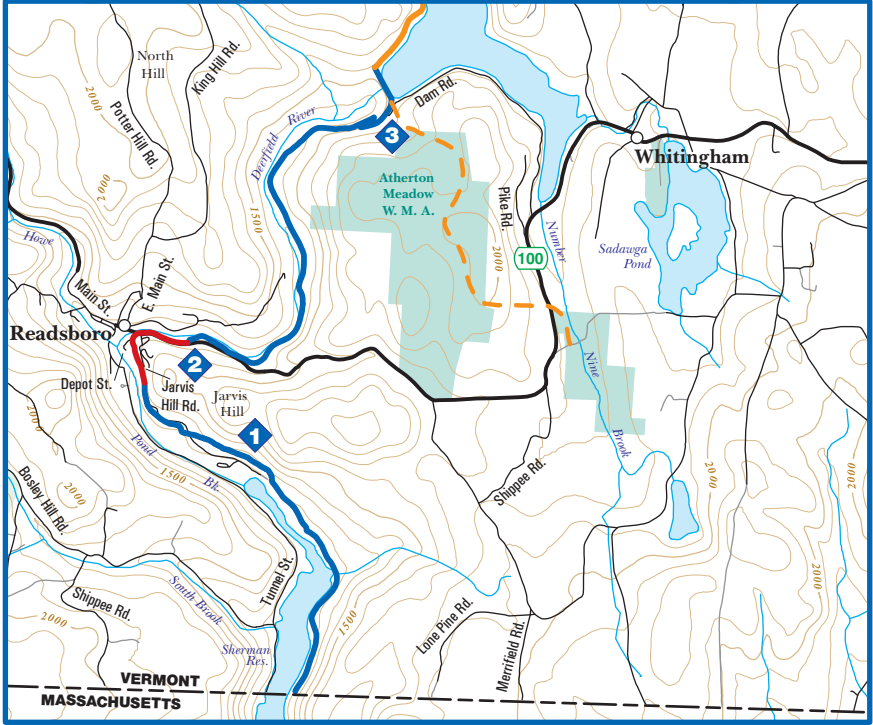 North
Hill
King Hill Rd.
2000
Potter Hill Rd.
Deerfield River
Dam Rd.
3
Whitingham
Atherton
Meadow
W. M. A.
2000
1500
Pike Rd.
Howe
2000
Number
100
Sadawga
Pond
E. Main St.
Main St.
Readsboro
2
Nine
Depot St.
Jarvis
Hill Rd.
Jarvis
Hill
2000
1
Brook
Pond
1500
Bk.
Shippee Rd.
2000
2000
2000
Bosley Hill Rd.
Tunnel St.
2000
South Brook
Shippee Rd.
2000
1500
Lone Pine Rd.
Merrifield Rd.
Sherman
Res.
VERMONT
MASSACHUSETTS